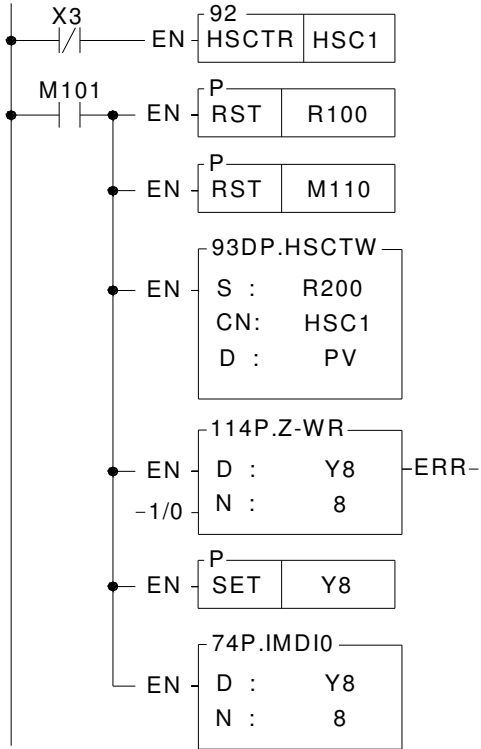 X3
92
EN HSCTR HSC1
M101
P
EN RST R100
P
EN RST M110
93DP.HSCTW
EN S : R200
CN: HSC1
D : PV
114P.Z-WR
EN D : Y8 ERR
1/0 N : 8
P
EN SET Y8
74P.IMDI0
EN D : Y8
N : 8